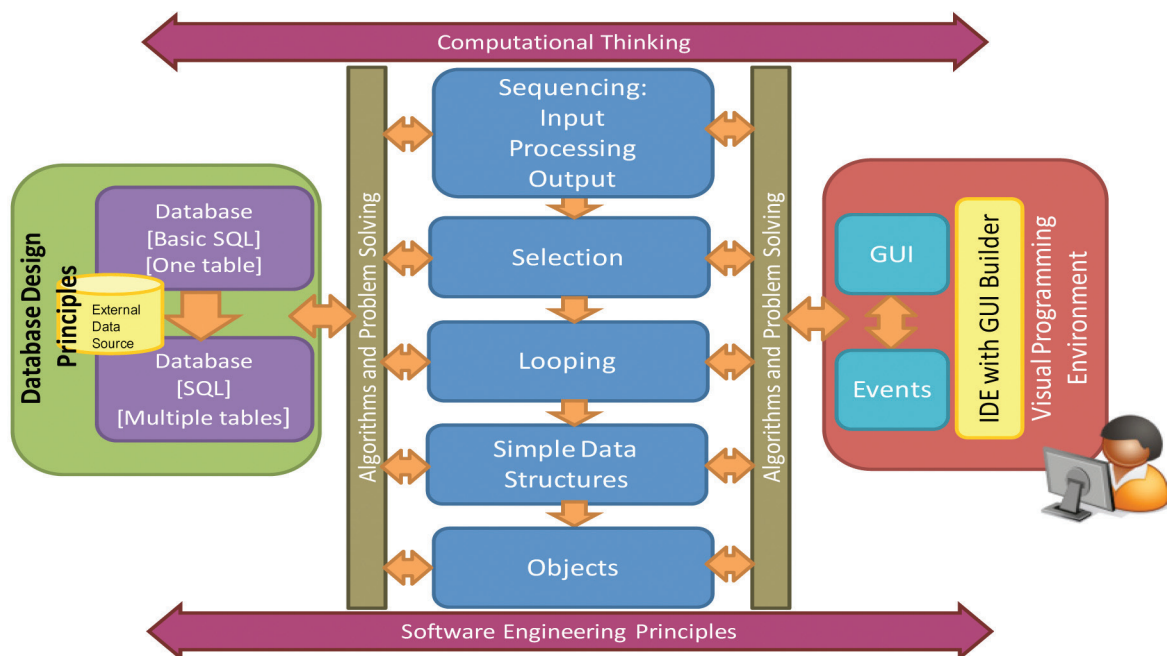 Computational Thinking
Database Design
Principles
Database
[Basic SQL]
[One table]
External
Data
Source
Database
[SQL]
[Multiple tables]
Algorithms and Problem Solving
Sequencing:
Input
Processing
Output
Selection
Looping
Simple Data
Structures
Objects
Algorithms and Problem Solving
GUI
Events
IDE with GUI Builder
Visual Programming
Environment
Software Engineering Principles